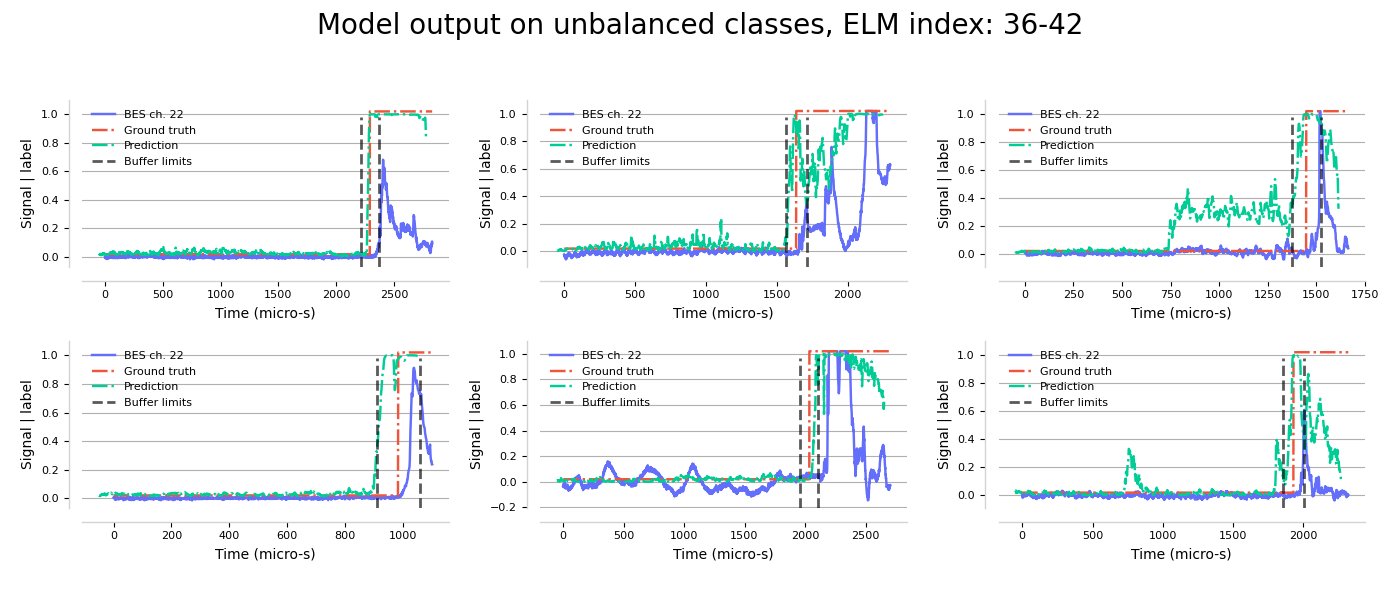 Model output on unbalanced classes, ELM index: 36-42
Signal | label
1.0
0.8
0.6
0.4
0.2
0.0
BES ch. 22
Ground truth
Prediction
Buffer limits
0 500 1000 1500 2000 2500
Time (micro-s)
Signal | label
1.0
0.8
0.6
0.4
0.2
0.0
BES ch. 22
Ground truth
Prediction
Buffer limits
0 500 1000 1500 2000
Time (micro-s)
Signal | label
1.0
0.8
0.6
0.4
0.2
0.0
BES ch. 22
Ground truth
Prediction
Buffer limits
0 250 500 750 1000 1250 1500 1750
Time (micro-s)
Signal | label
1.0
0.8
0.6
0.4
0.2
0.0
BES ch. 22
Ground truth
Prediction
Buffer limits
0 200 400 600 800 1000
Time (micro-s)
Signal | label
1.0
0.8
0.6
0.4
0.2
0.0
−0.2
BES ch. 22
Ground truth
Prediction
Buffer limits
0 500 1000 1500 2000 2500
Time (micro-s)
Signal | label
1.0
0.8
0.6
0.4
0.2
0.0
BES ch. 22
Ground truth
Prediction
Buffer limits
0 500 1000 1500 2000
Time (micro-s)